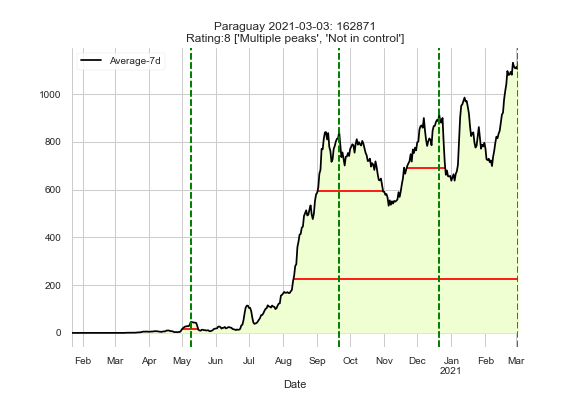 Paraguay 2021-03-03: 162871
Rating:8 ['Multiple peaks', 'Not in control']
Average-7d
1000
800
600
400
200
0
Feb Mar Apr May Jun Jul Aug Sep Oct Nov Dec Jan Feb Mar
2021
Date